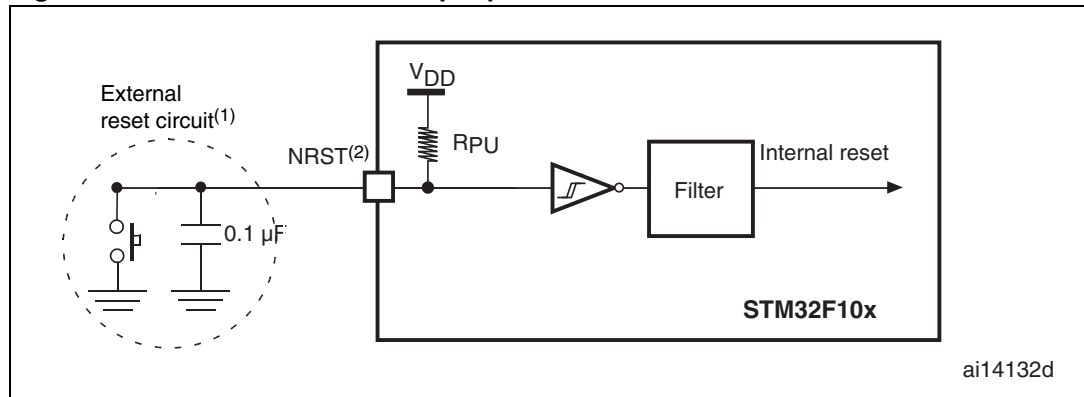 VDD
External
reset circuit(1)
NRST(2)
RPU
Internal reset
Filter
0.1 µF
STM32F10x
ai14132d